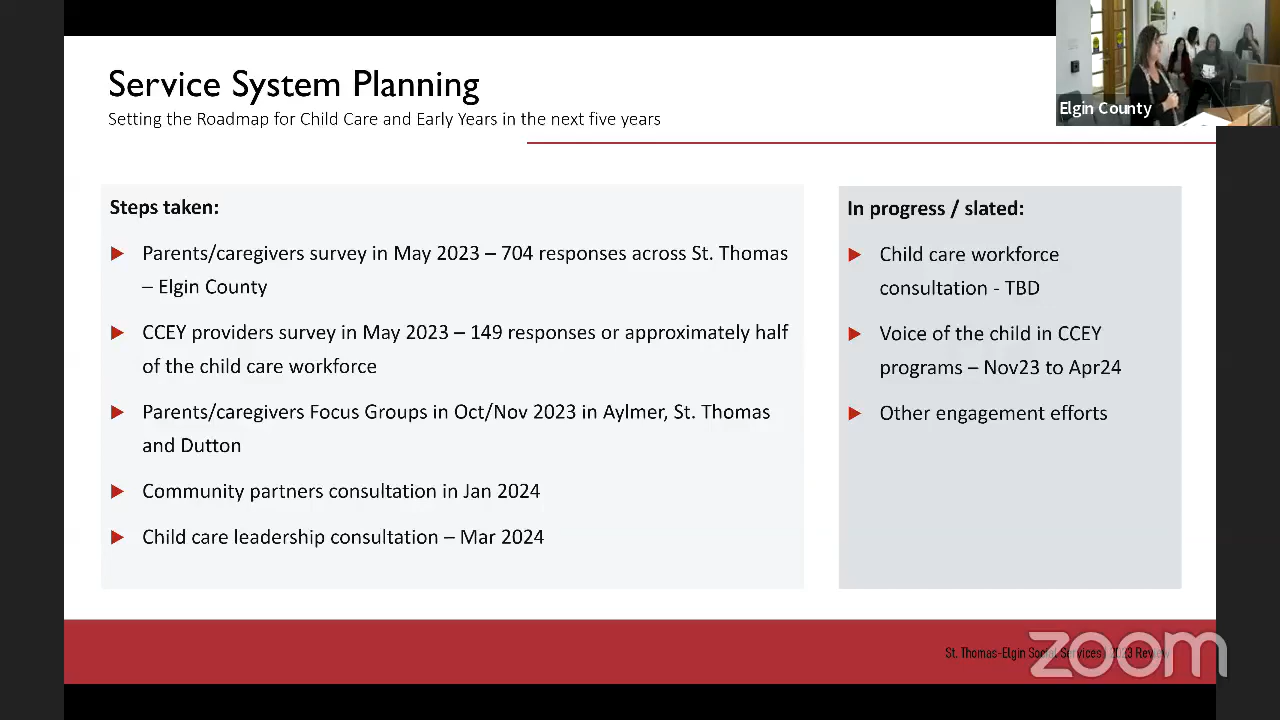 Service System Planning
Setting the Roadmap for Child Care and Early Years in the next five years
Elgin County
Steps taken:
Parents/caregivers survey in May 2023 – 704 responses across St. Thomas
– Elgin County
CCEY providers survey in May 2023 – 149 responses or approximately half
of the child care workforce
Parents/caregivers Focus Groups in Oct/Nov 2023 in Aylmer, St. Thomas
and Dutton
Community partners consultation in Jan 2024
Child care leadership consultation – Mar 2024
In progress / slated:
Child care workforce
consultation - TBD
Voice of the child in CCEY
programs – Nov23 to Apr24
Other engagement efforts
St. Thomas-Elgin Social Services 2023 Review
zoom